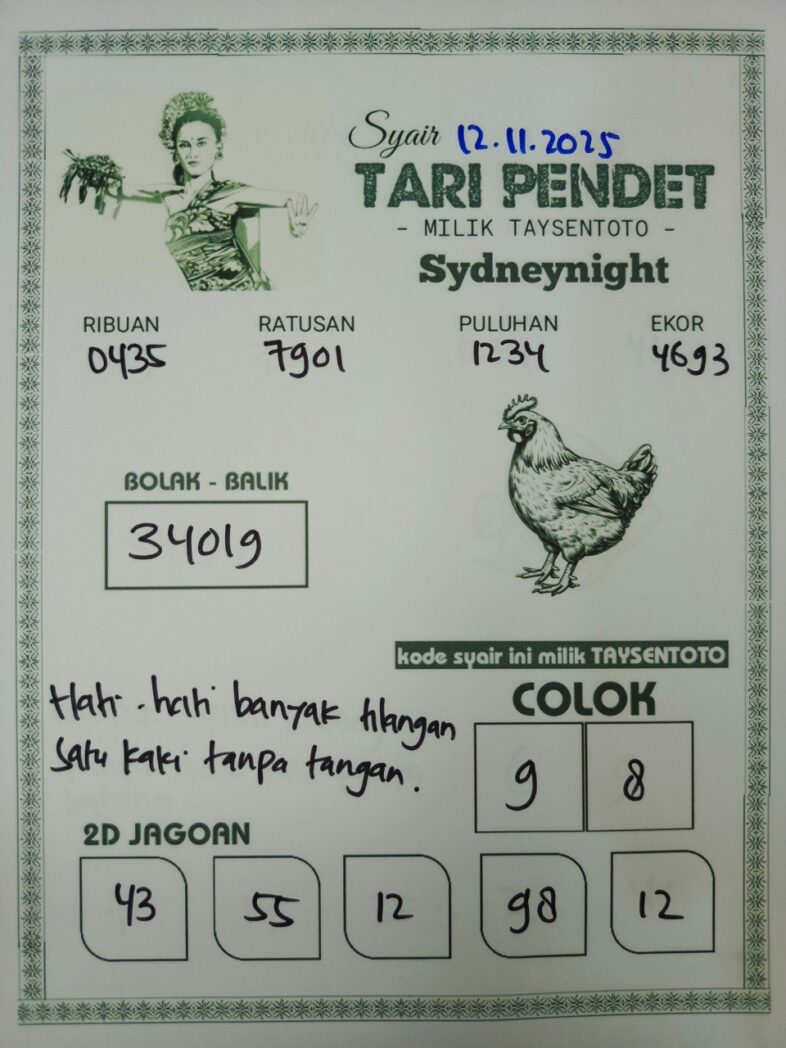 Syair 12.11.2025
TARI PENDET
- MILIK TAYSENTOTO -
Sydneynight
RIBUAN RATUSAN PULUHAN EKOR
0435 7901 1234 4693
BOLAK - BALIK
34019
kode syair ini milik TAYSENTOTO
Hati-hati banyak tilangan
Satu kaki tanpa tangan.
COLOK
9 8
2D JAGOAN
43 55 12 98 12